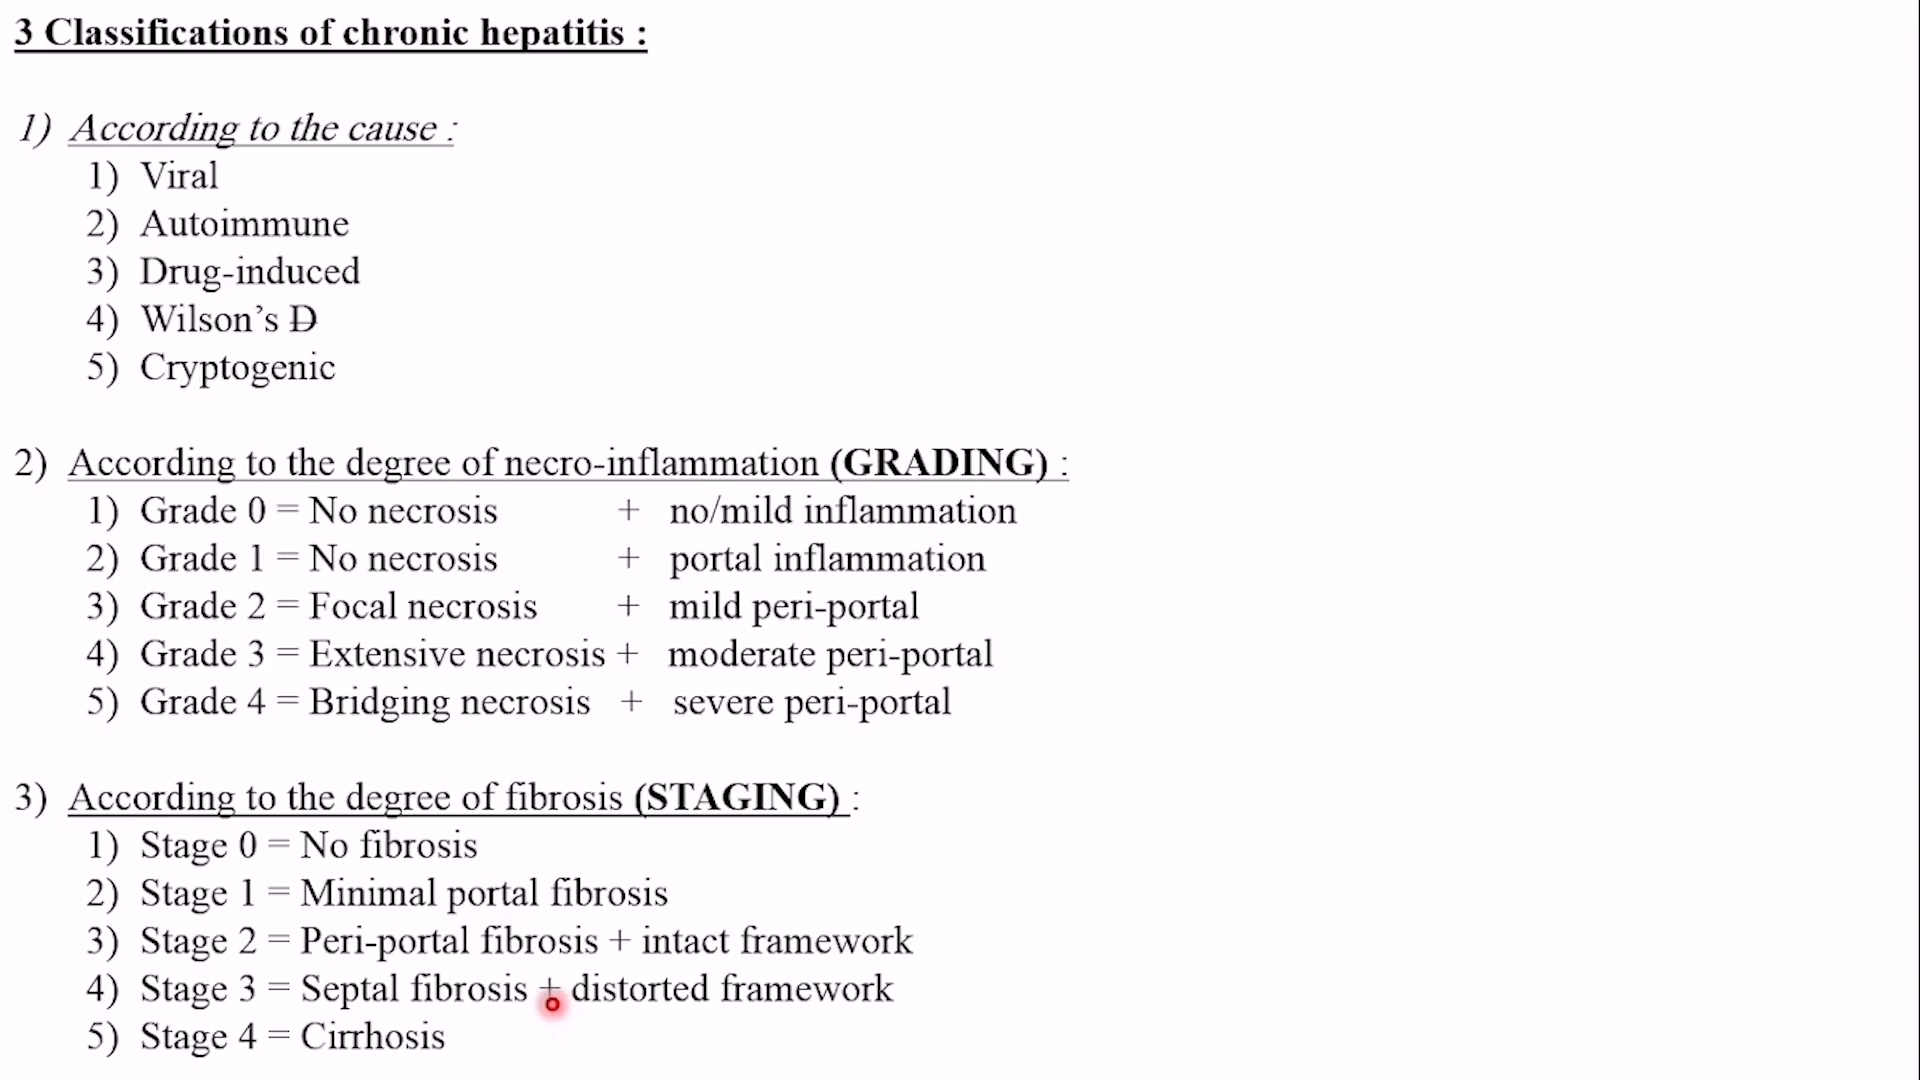 3 Classifications of chronic hepatitis :
1) According to the cause :
1) Viral
2) Autoimmune
3) Drug-induced
4) Wilson’s D
5) Cryptogenic
2) According to the degree of necro-inflammation (GRADING) :
1) Grade 0 = No necrosis + no/mild inflammation
2) Grade 1 = No necrosis + portal inflammation
3) Grade 2 = Focal necrosis + mild peri-portal
4) Grade 3 = Extensive necrosis + moderate peri-portal
5) Grade 4 = Bridging necrosis + severe peri-portal
3) According to the degree of fibrosis (STAGING) :
1) Stage 0 = No fibrosis
2) Stage 1 = Minimal portal fibrosis
3) Stage 2 = Peri-portal fibrosis + intact framework
4) Stage 3 = Septal fibrosis + distorted framework
5) Stage 4 = Cirrhosis